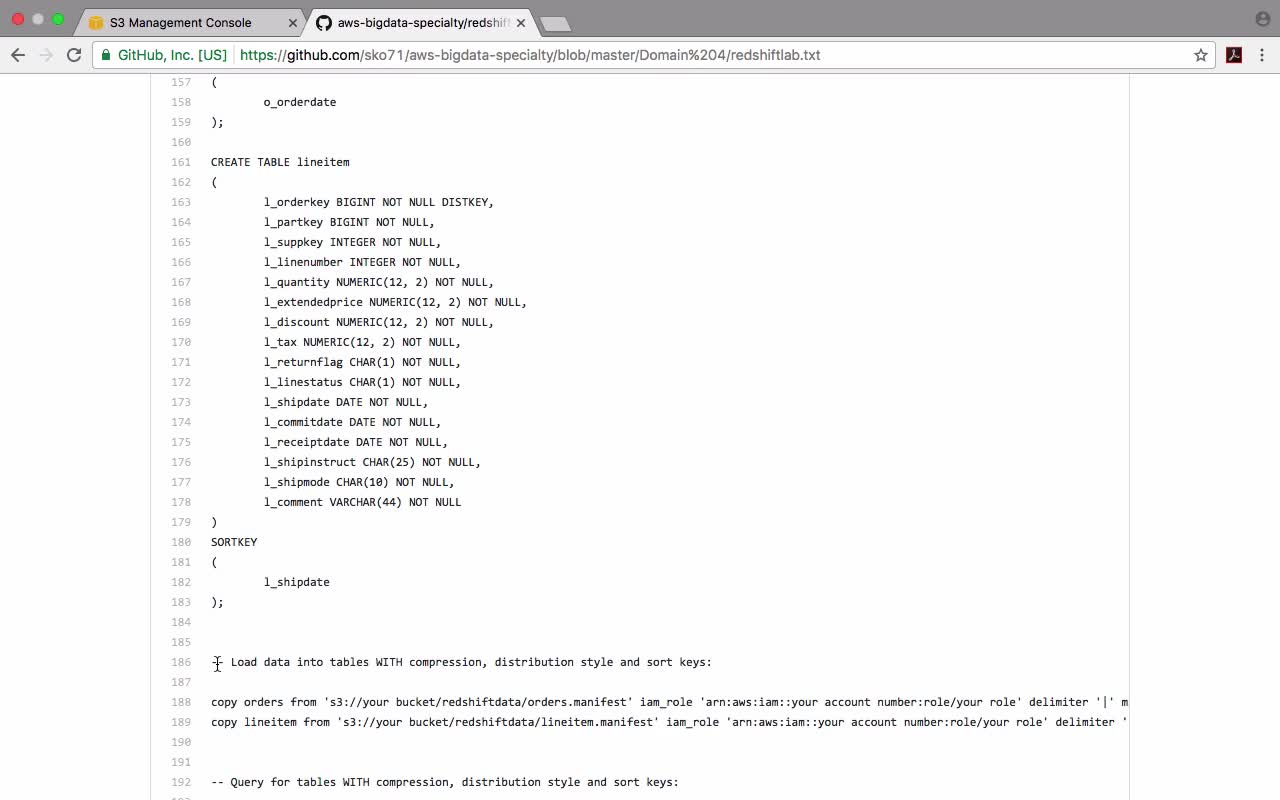 S3 Management Console
aws-bigdata-specialty/redshift
GitHub, Inc. [US] https://github.com/sko71/aws-bigdata-specialty/blob/master/Domain%204/redshiftlab.txt
157 (
158 o_orderdate
159 );
160
161 CREATE TABLE lineitem
162 (
163 l_orderkey BIGINT NOT NULL DISTKEY,
164 l_partkey BIGINT NOT NULL,
165 l_suppkey INTEGER NOT NULL,
166 l_linenumber INTEGER NOT NULL,
167 l_quantity NUMERIC(12, 2) NOT NULL,
168 l_extendedprice NUMERIC(12, 2) NOT NULL,
169 l_discount NUMERIC(12, 2) NOT NULL,
170 l_tax NUMERIC(12, 2) NOT NULL,
171 l_returnflag CHAR(1) NOT NULL,
172 l_linestatus CHAR(1) NOT NULL,
173 l_shipdate DATE NOT NULL,
174 l_commitdate DATE NOT NULL,
175 l_receiptdate DATE NOT NULL,
176 l_shipinstruct CHAR(25) NOT NULL,
177 l_shipmode CHAR(10) NOT NULL,
178 l_comment VARCHAR(44) NOT NULL
179 )
180 SORTKEY
181 (
182 l_shipdate
183 );
184
185
186 -- Load data into tables WITH compression, distribution style and sort keys:
187
188 copy orders from 's3://your bucket/redshiftdata/orders.manifest' iam_role 'arn:aws:iam::your account number:role/your role' delimiter '|' m
189 copy lineitem from 's3://your bucket/redshiftdata/lineitem.manifest' iam_role 'arn:aws:iam::your account number:role/your role' delimiter '
190
191
192 -- Query for tables WITH compression, distribution style and sort keys: